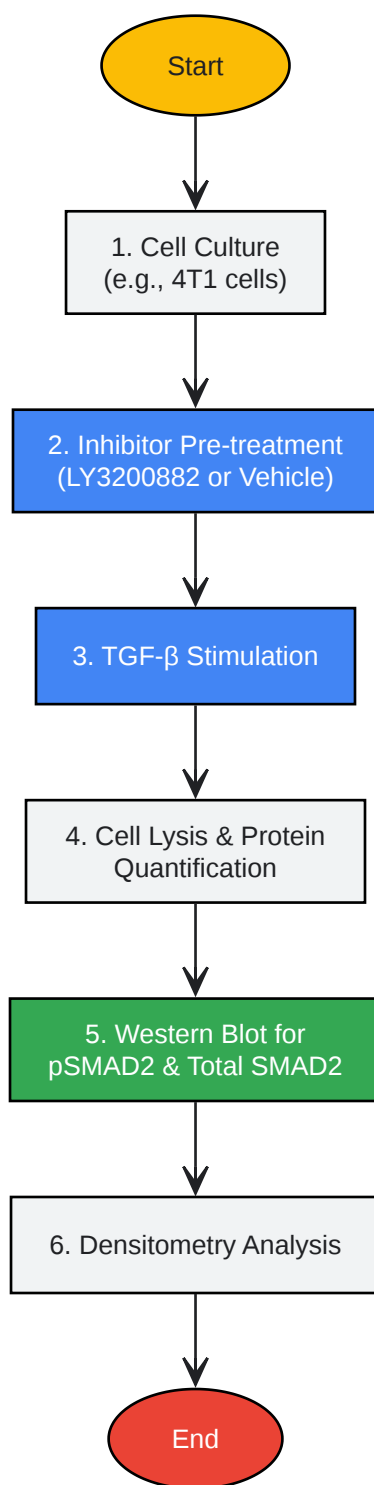 Start
1. Cell Culture
(e.g., 4T1 cells)
2. Inhibitor Pre-treatment
(LY3200882 or Vehicle)
3. TGF-β Stimulation
4. Cell Lysis & Protein
Quantification
5. Western Blot for
pSMAD2 & Total SMAD2
6. Densitometry Analysis
End